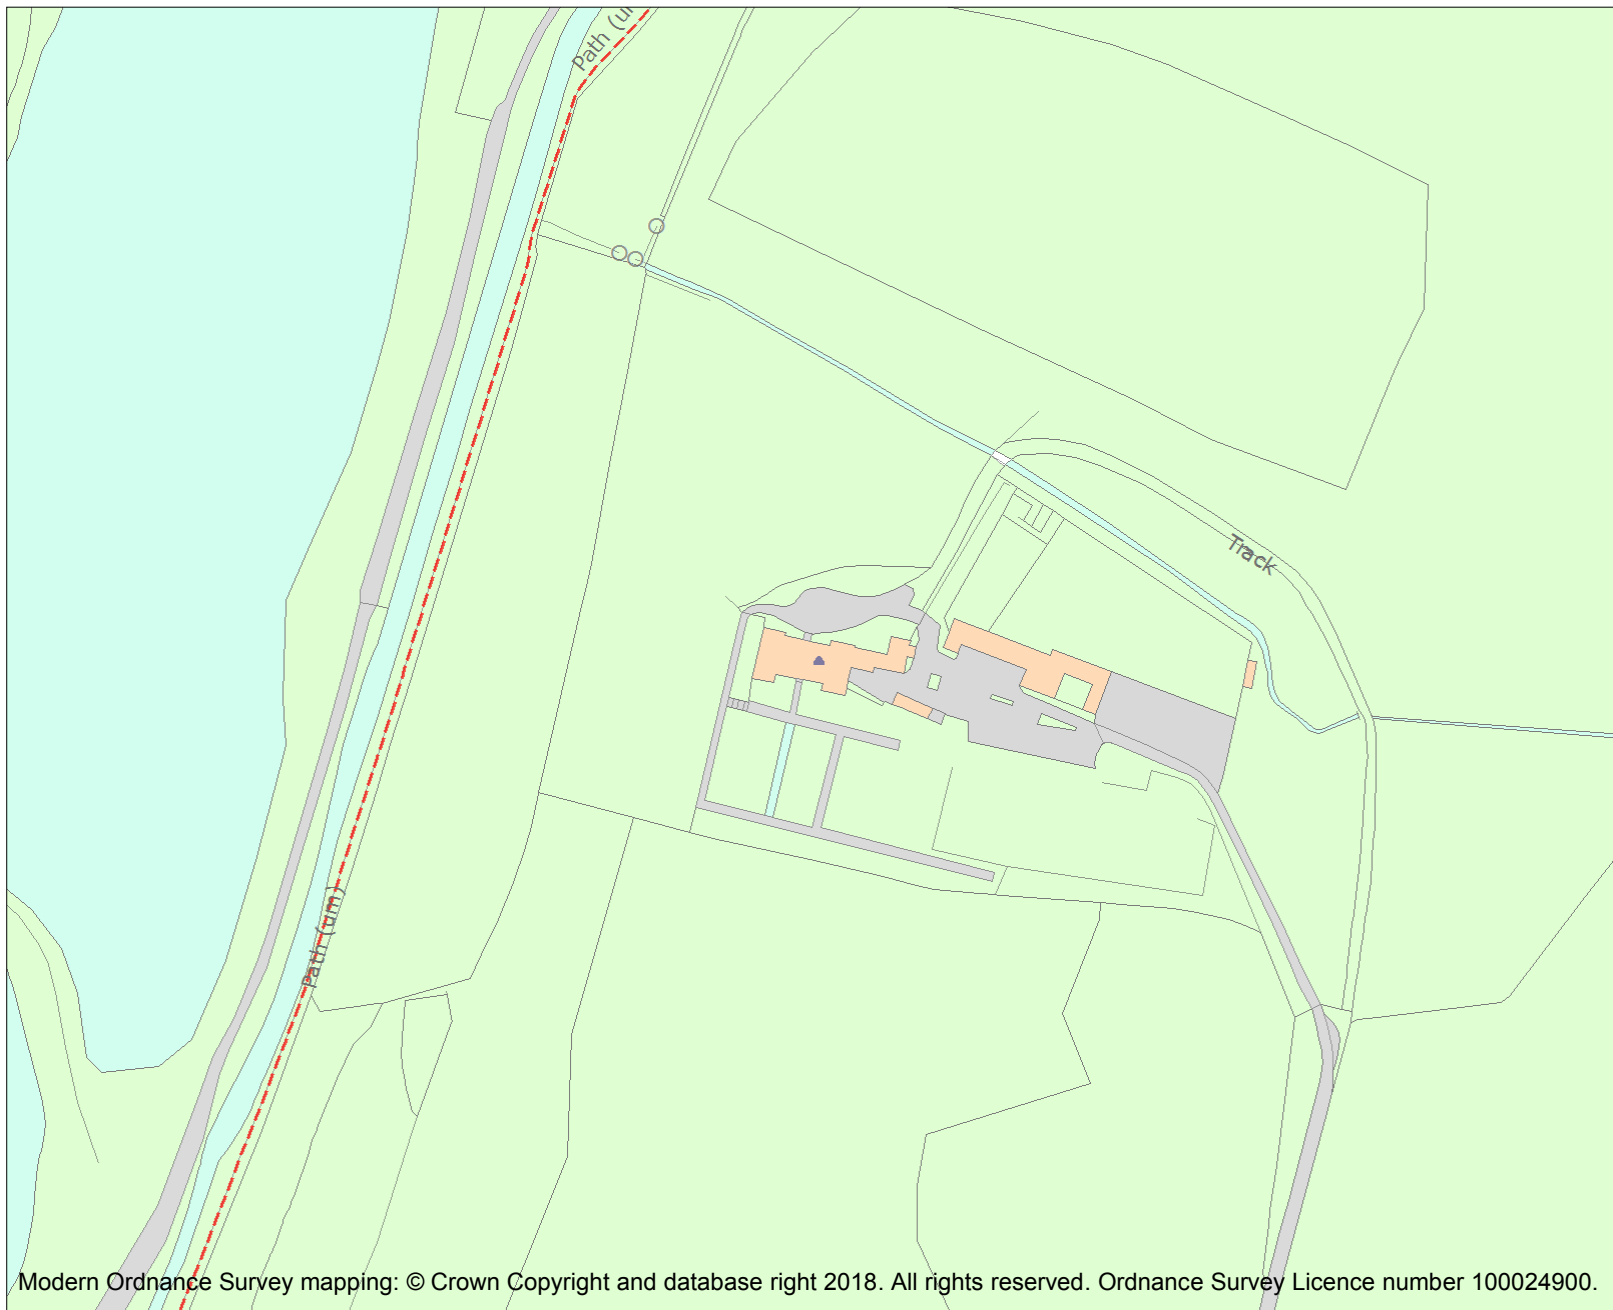 Path (um)
Track
Path (um)
Modern Ordnance Survey mapping: © Crown Copyright and database right 2018. All rights reserved. Ordnance Survey Licence number 100024900.